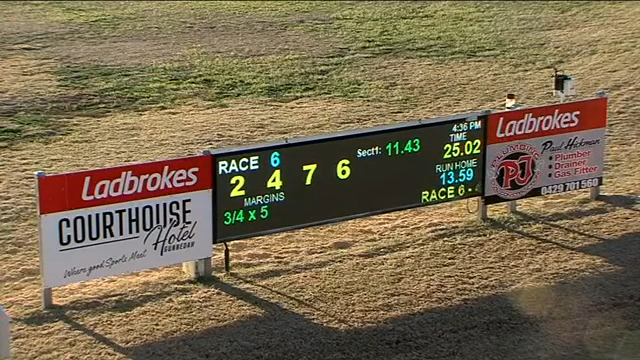 Ladbrokes
COURTHOUSE
Hotel
GUNNEDAH
Where good Sports Meet
RACE 6
2 4 7 6
MARGINS
3/4 x 5
Sect1: 11.43
4:36 PM
TIME
25.02
RUN HOME
13.59
RACE 6 -
Ladbrokes
PLUMBING
PJ
Paul Hickman
• Plumber
• Drainer
• Gas Fitter
0429 701 560